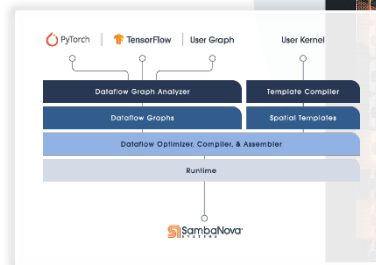 PyTorch TensorFlow User Graph User Kernel
Dataflow Graph Analyzer Template Compiler
Dataflow Graphs Spatial Templates
Dataflow Optimizer, Compiler, & Assembler
Runtime
SambaNova
SYSTEMS